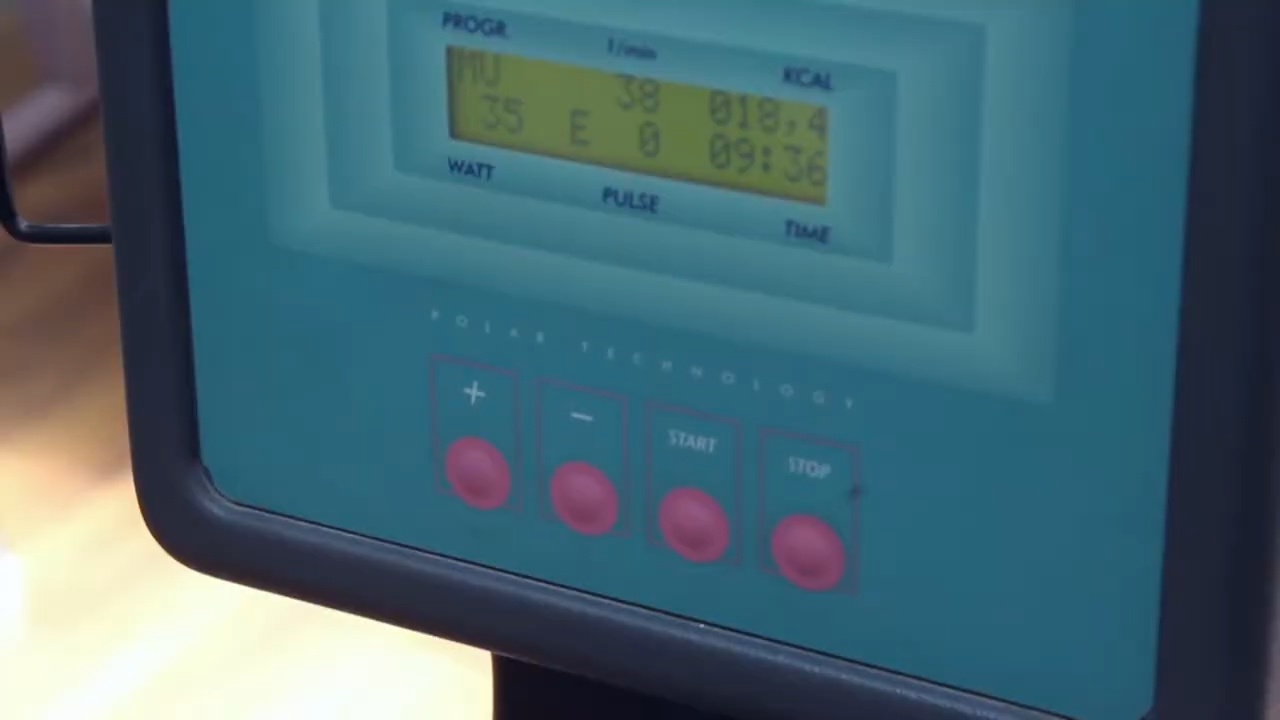 PROGR. 1/min KCAL
MU 38 018,4
35 E 0 09:36
WATT PULSE TIME
POLAR TECHNOLOGY
+ − START STOP